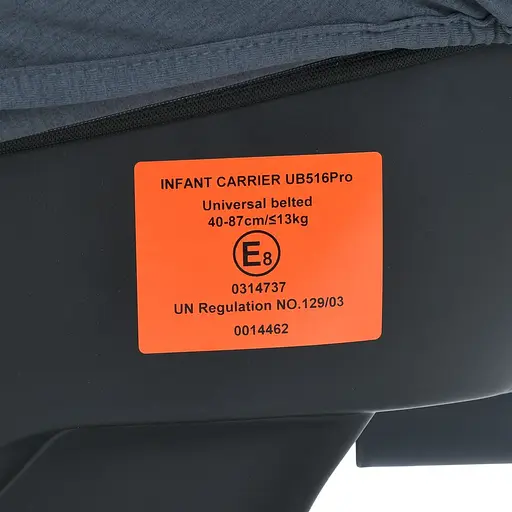 INFANT CARRIER UB516Pro
Universal belted
40-87cm/≤13kg
E8
0314737
UN Regulation NO.129/03
0014462